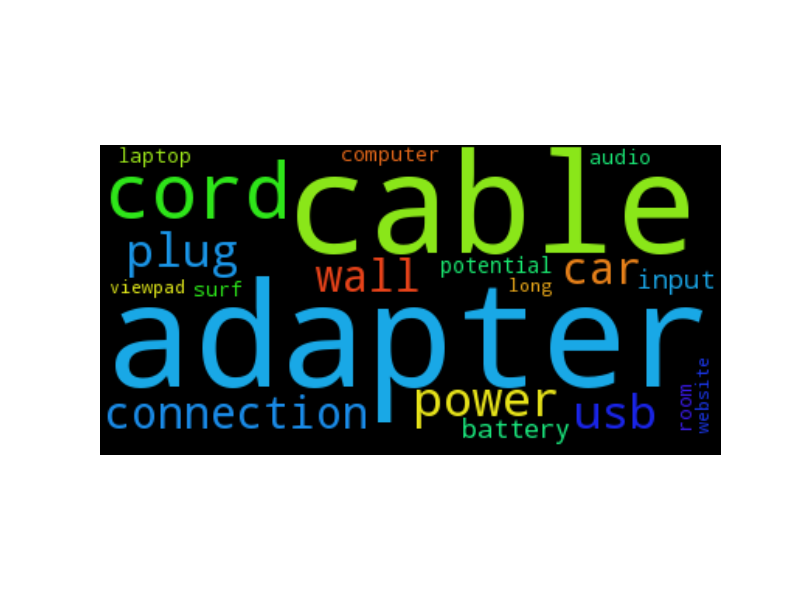 laptop computer audio
cord cable
plug wall potential car input
viewpad surf long
adapter
connection power usb room website
battery